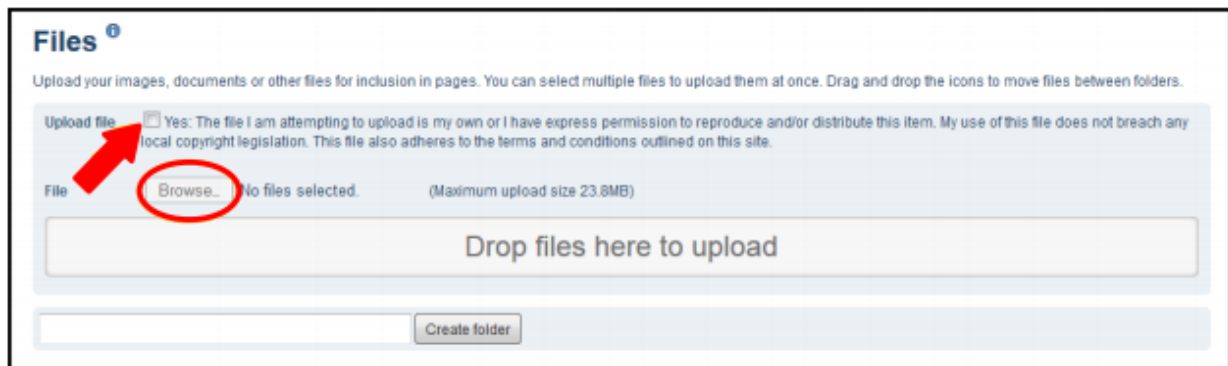 Files
Upload your images, documents or other files for inclusion in pages. You can select multiple files to upload them at once. Drag and drop the icons to move files between folders.
Upload file Yes: The file I am attempting to upload is my own or I have express permission to reproduce and/or distribute this item. My use of this file does not breach any
local copyright legislation. This file also adheres to the terms and conditions outlined on this site.
File Browse... No files selected. (Maximum upload size 23.8MB)
Drop files here to upload
Create folder